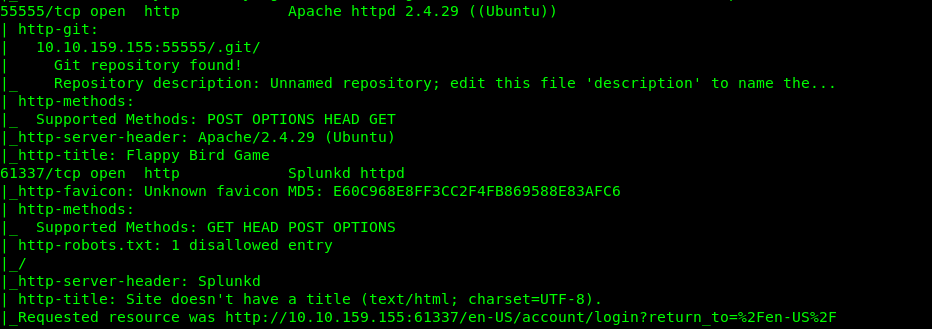 55555/tcp open  http           Apache httpd 2.4.29 ((Ubuntu))
| http-git:
|   10.10.159.155:55555/.git/
|     Git repository found!
|_    Repository description: Unnamed repository; edit this file 'description' to name the...
| http-methods:
|_  Supported Methods: POST OPTIONS HEAD GET
|_http-server-header: Apache/2.4.29 (Ubuntu)
|_http-title: Flappy Bird Game
61337/tcp open  http           Splunkd httpd
|_http-favicon: Unknown favicon MD5: E60C968E8FF3CC2F4FB869588E83AFC6
| http-methods:
|_  Supported Methods: GET HEAD POST OPTIONS
| http-robots.txt: 1 disallowed entry
|_/
|_http-server-header: Splunkd
| http-title: Site doesn't have a title (text/html; charset=UTF-8).
|_Requested resource was http://10.10.159.155:61337/en-US/account/login?return_to=%2Fen-US%2F